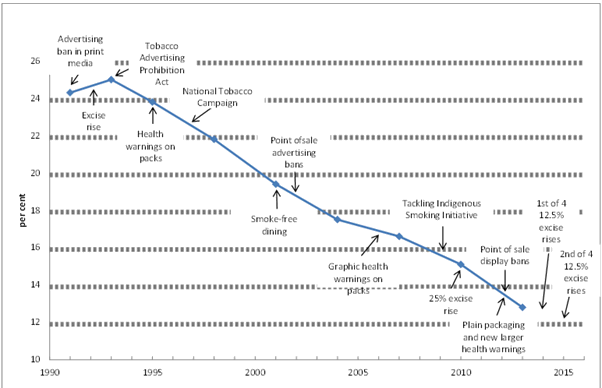 Advertising
ban in print
media
Tobacco
Advertising
Prohibition
Act
National Tobacco
Campaign
Excise
rise
Health
warnings on
packs
Point of sale
advertising
bans
Smoke-free
dining
Tackling Indigenous
Smoking Initiative
1st of 4
12.5%
excise
rises
Graphic health
warnings on
packs
Point of sale
display bans
2nd of 4
12.5%
excise
rises
25% excise
rise
Plain packaging
and new larger
health warnings
per cent
26
24
22
20
18
16
14
12
10
1990
1995
2000
2005
2010
2015